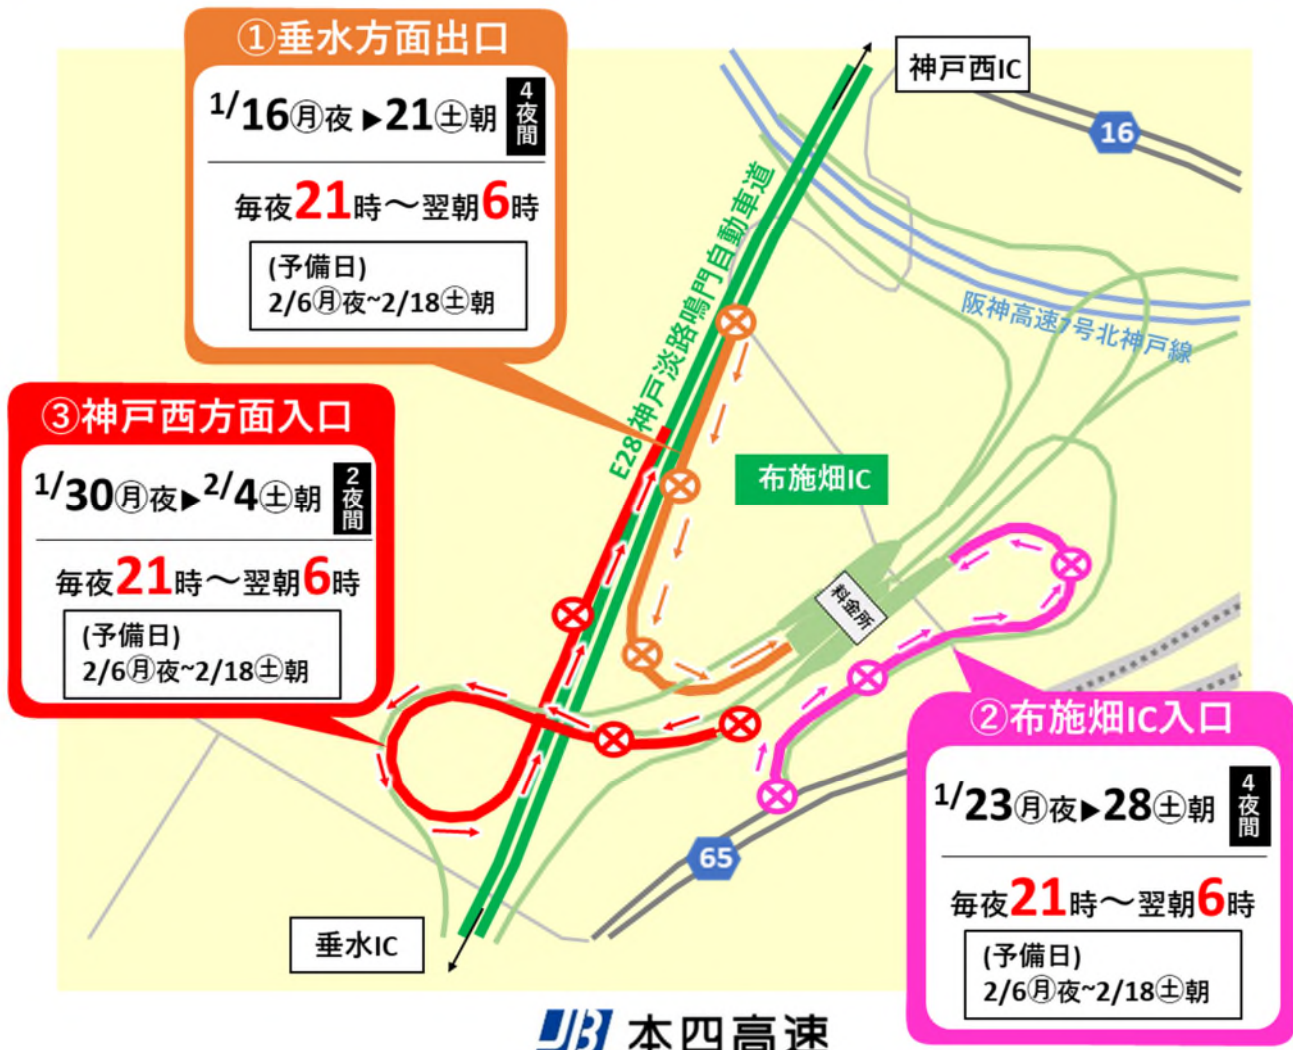 ①垂水方面出口
1/16㊊夜▶21㊏朝
4夜間
毎夜21時～翌朝6時
(予備日)
2/6㊊夜~2/18㊏朝
神戸西IC
16
E28神戸淡路鳴門自動車道
阪神高速7号北神戸線
③神戸西方面入口
1/30㊊夜▶2/4㊏朝
2夜間
毎夜21時～翌朝6時
(予備日)
2/6㊊夜~2/18㊏朝
布施畑IC
料金所
②布施畑IC入口
1/23㊊夜▶28㊏朝
4夜間
毎夜21時～翌朝6時
(予備日)
2/6㊊夜~2/18㊏朝
65
垂水IC
JB 本四高速